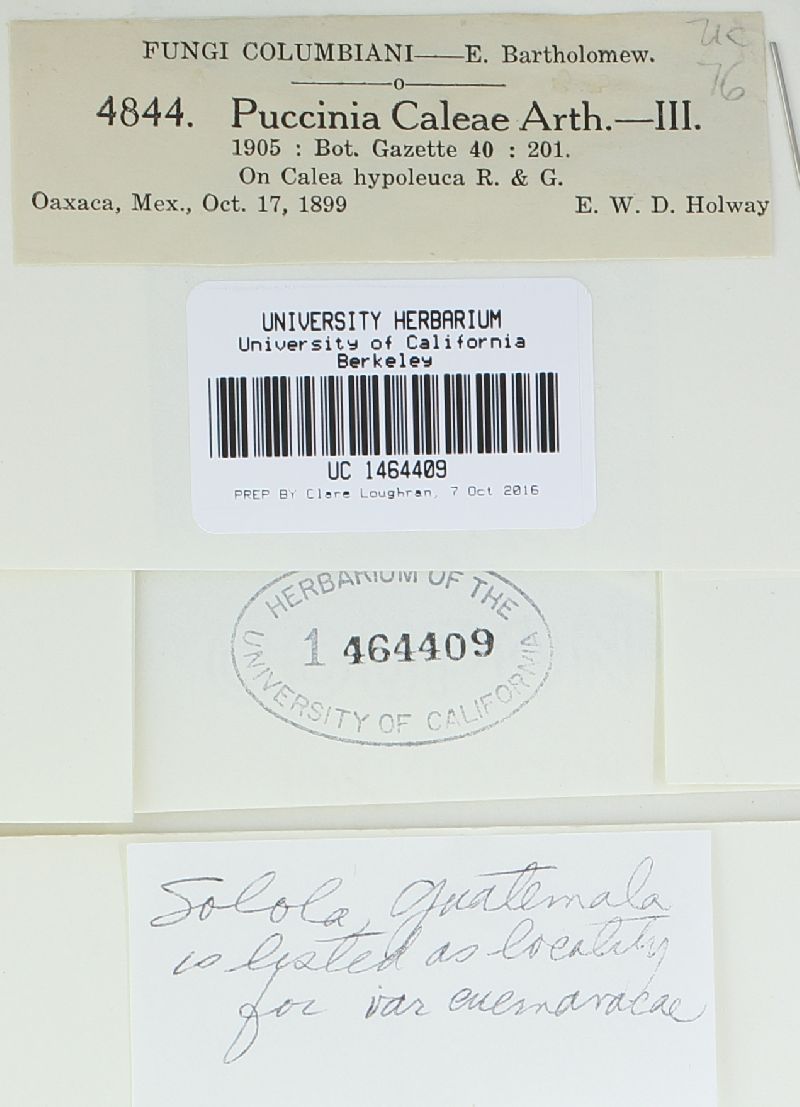 UC
76
FUNGI COLUMBIANI——E. Bartholomew.
o
4844. Puccinia Caleae Arth.—III.
1905 : Bot. Gazette 40 : 201.
On Calea hypoleuca R. & G.
Oaxaca, Mex., Oct. 17, 1899 E. W. D. Holway
UNIVERSITY HERBARIUM
University of California
Berkeley
UC 1464409
PREP BY Clare Loughran, 7 Oct 2016
HERBARIUM OF THE
1 464409
UNIVERSITY OF CALIFORNIA
Solola, Guatemala
is listed as locality
for var cuernavacae